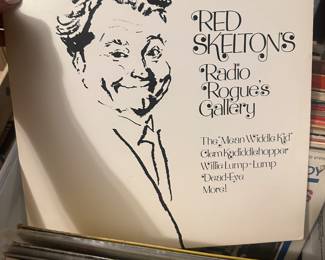 RED
SKELTON'S
Radio
Rogue's
Gallery
The "Mean Widdle Kid"
Clem Kadiddlehopper
Willie Lump-Lump
Dead-Eye
More!